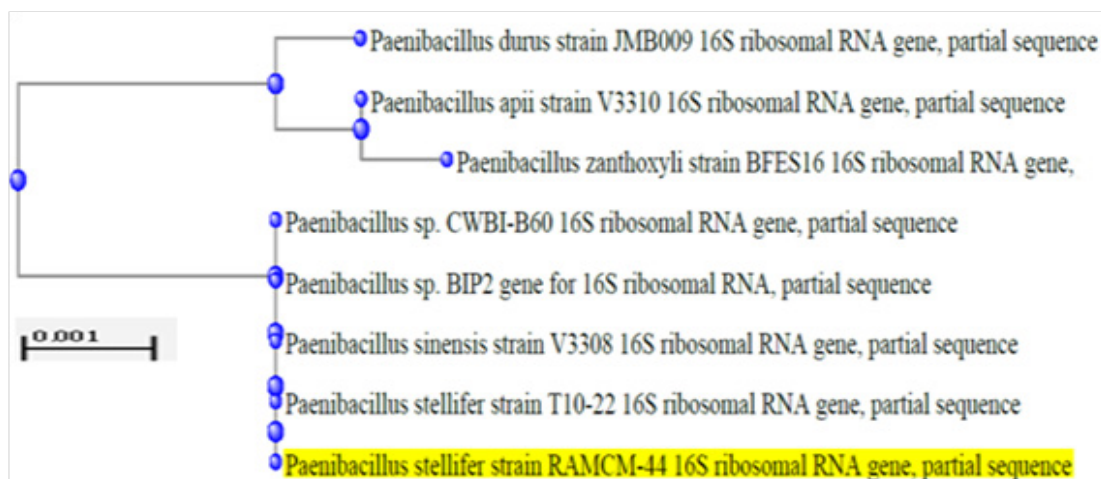 Paenibacillus durus strain JMB009 16S ribosomal RNA gene, partial sequence
Paenibacillus apii strain V3310 16S ribosomal RNA gene, partial sequence
Paenibacillus zanthoxyli strain BFES16 16S ribosomal RNA gene,
Paenibacillus sp. CWBI-B60 16S ribosomal RNA gene, partial sequence
Paenibacillus sp. BIP2 gene for 16S ribosomal RNA, partial sequence
0.001
Paenibacillus sinensis strain V3308 16S ribosomal RNA gene, partial sequence
Paenibacillus stellifer strain T10-22 16S ribosomal RNA gene, partial sequence
Paenibacillus stellifer strain RAMCM-44 16S ribosomal RNA gene, partial sequence